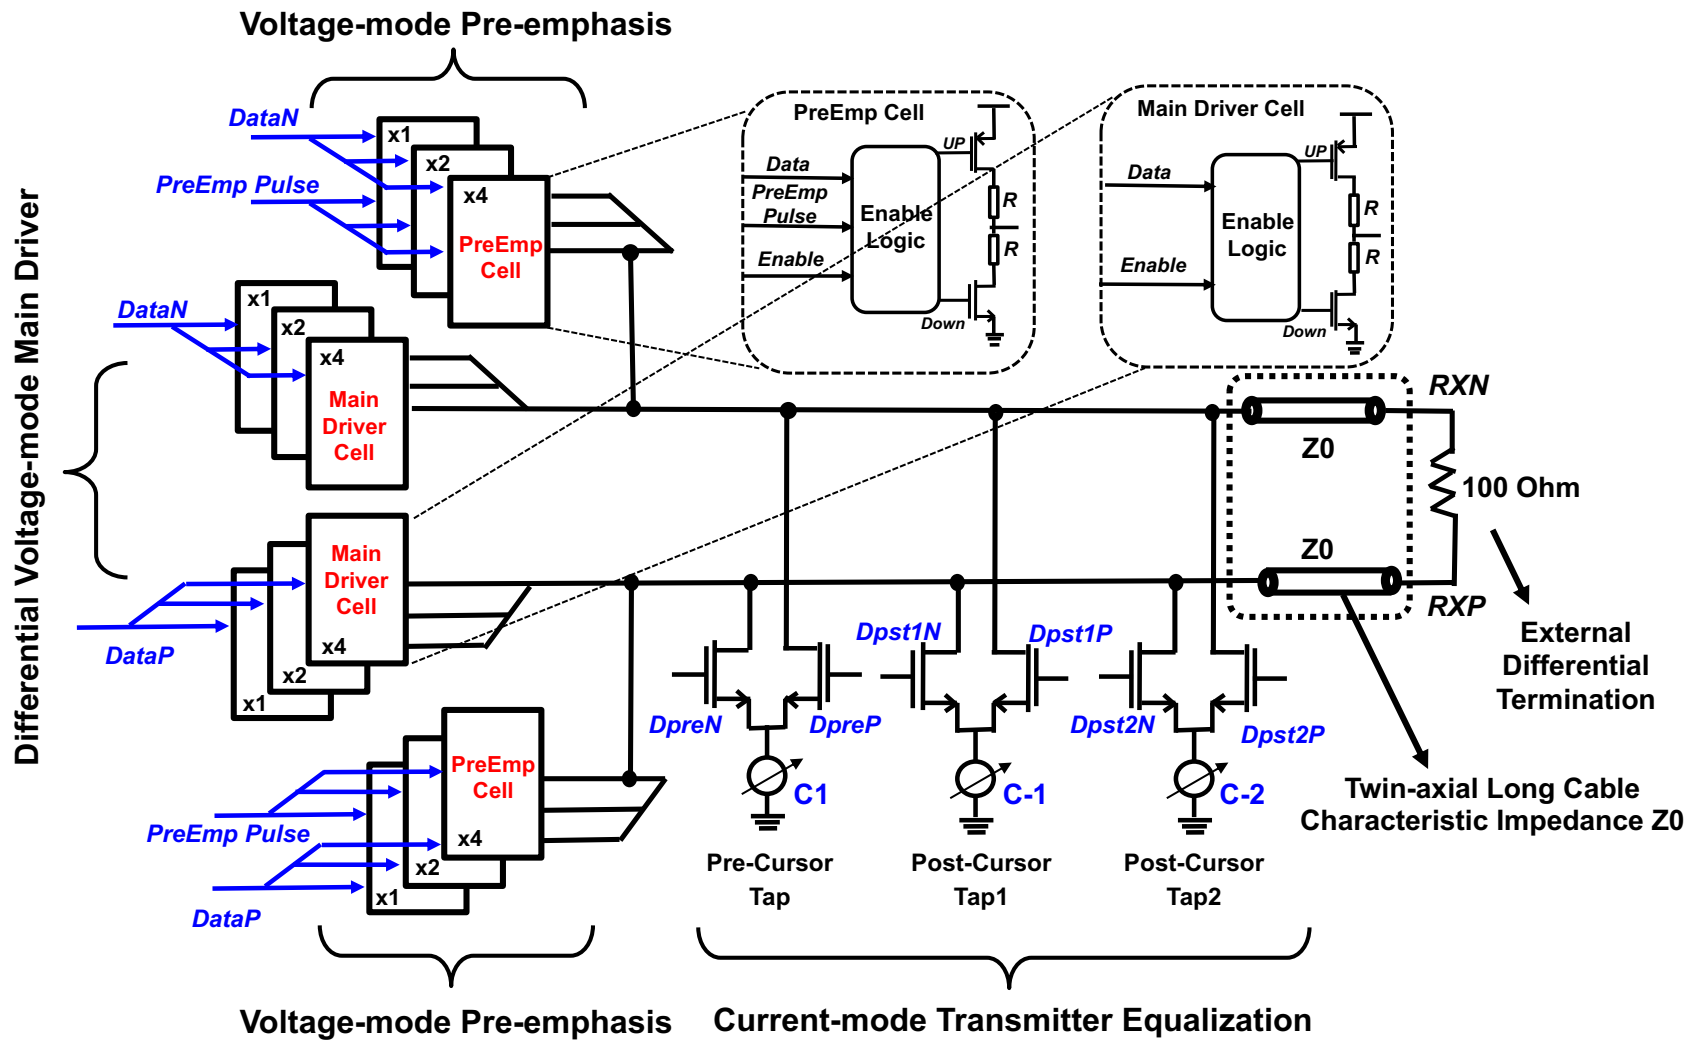 Voltage-mode Pre-emphasis
Differential Voltage-mode Main Driver
DataN
PreEmp Pulse
x1
x2
x4
PreEmp
Cell
DataN
x1
x2
x4
Main
Driver
Cell
Main
Driver
Cell
x4
x2
x1
DataP
PreEmp
Cell
x4
x2
x1
PreEmp Pulse
DataP
Voltage-mode Pre-emphasis
PreEmp Cell
Data
PreEmp
Pulse
Enable
Enable
Logic
UP
Down
R
R
Main Driver Cell
Data
Enable
Enable
Logic
UP
Down
R
R
RXN
Z0
100 Ohm
Z0
RXP
External
Differential
Termination
Twin-axial Long Cable
Characteristic Impedance Z0
DpreN
DpreP
C1
Pre-Cursor
Tap
Dpst1N
Dpst1P
C-1
Post-Cursor
Tap1
Dpst2N
Dpst2P
C-2
Post-Cursor
Tap2
Current-mode Transmitter Equalization